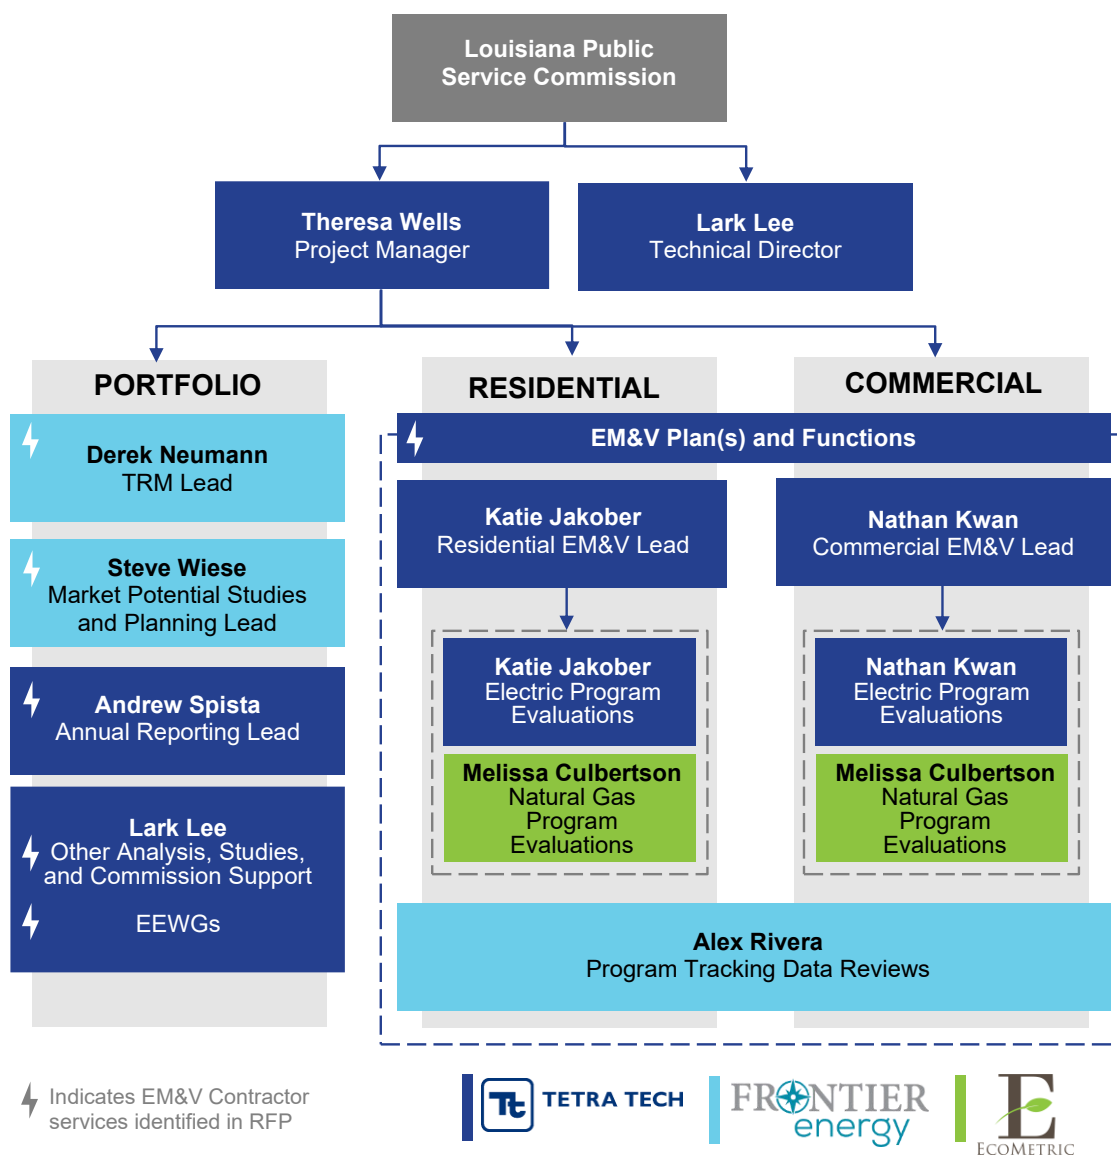 Louisiana Public
Service Commission
Theresa Wells
Project Manager
Lark Lee
Technical Director
PORTFOLIO
Derek Neumann
TRM Lead
Steve Wiese
Market Potential Studies
and Planning Lead
Andrew Spista
Annual Reporting Lead
Lark Lee
Other Analysis, Studies,
and Commission Support
EEWGs
RESIDENTIAL
COMMERCIAL
EM&V Plan(s) and Functions
Katie Jakober
Residential EM&V Lead
Nathan Kwan
Commercial EM&V Lead
Katie Jakober
Electric Program
Evaluations
Melissa Culbertson
Natural Gas
Program
Evaluations
Nathan Kwan
Electric Program
Evaluations
Melissa Culbertson
Natural Gas
Program
Evaluations
Alex Rivera
Program Tracking Data Reviews
Indicates EM&V Contractor
services identified in RFP
Tt TETRA TECH
FRONTIER
energy
E
ECOMETRIC